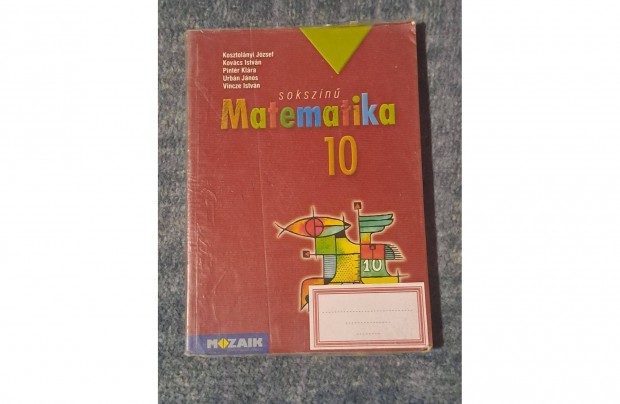 Kosztolányi József
Kovács István
Pintér Klára
Urbán János
Vincze István
sokszínű
Matematika
10
10
MOZAIK